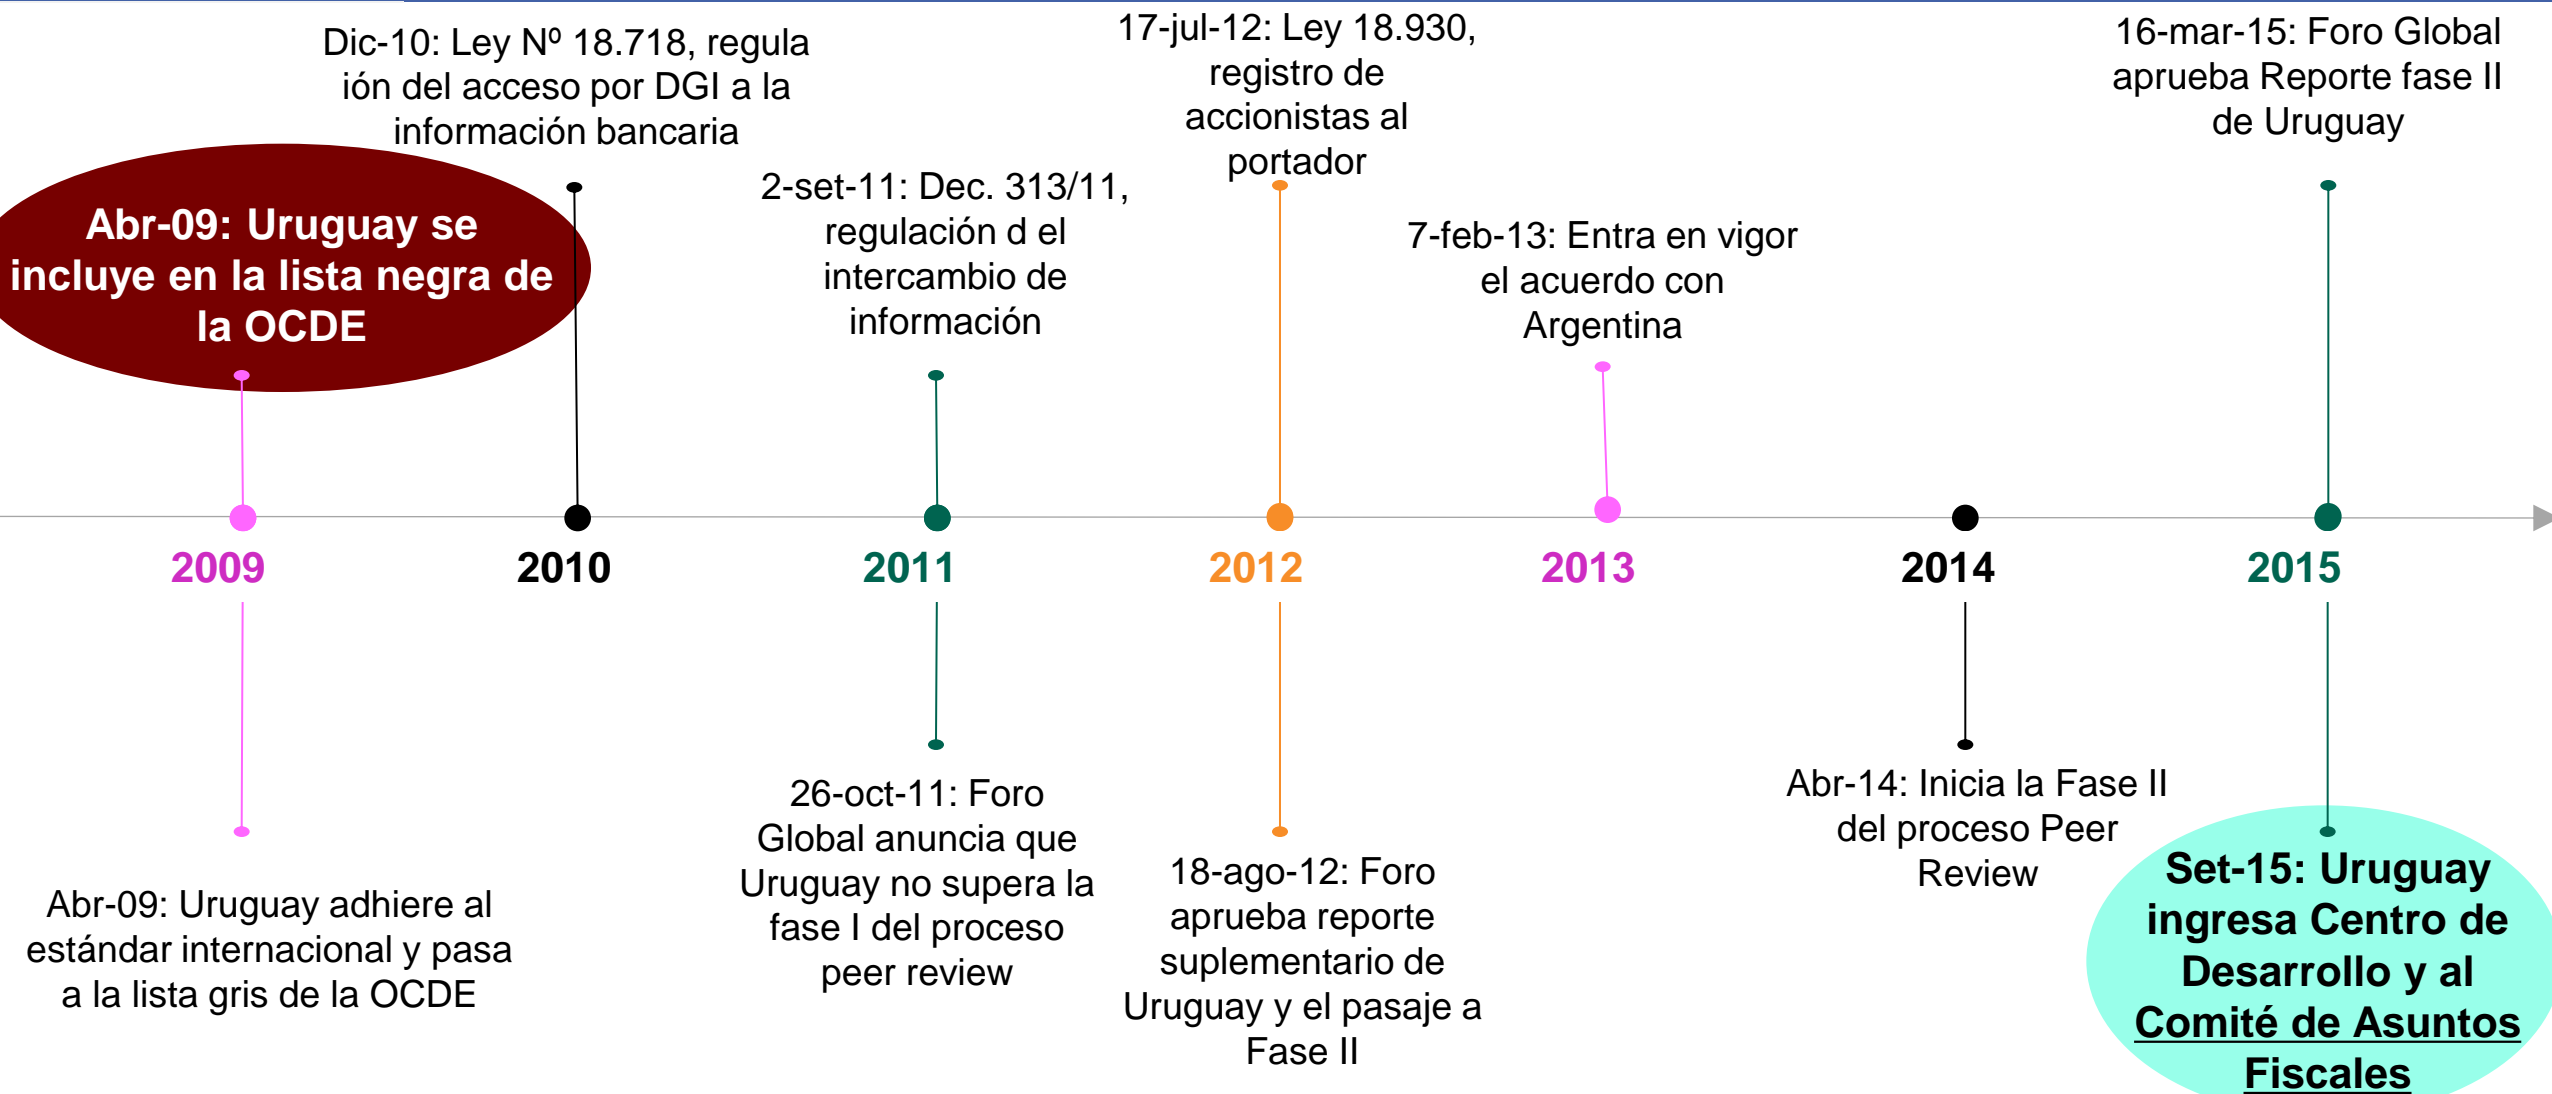 Dic-10: Ley Nº 18.718, regula
ión del acceso por DGI a la
información bancaria
17-jul-12: Ley 18.930,
registro de
accionistas al
portador
16-mar-15: Foro Global
aprueba Reporte fase II
de Uruguay
Abr-09: Uruguay se
incluye en la lista negra de
la OCDE
2-set-11: Dec. 313/11,
regulación d el
intercambio de
información
7-feb-13: Entra en vigor
el acuerdo con
Argentina
2009
2010
2011
2012
2013
2014
2015
Abr-09: Uruguay adhiere al
estándar internacional y pasa
a la lista gris de la OCDE
26-oct-11: Foro
Global anuncia que
Uruguay no supera la
fase I del proceso
peer review
18-ago-12: Foro
aprueba reporte
suplementario de
Uruguay y el pasaje a
Fase II
Abr-14: Inicia la Fase II
del proceso Peer
Review
Set-15: Uruguay
ingresa Centro de
Desarrollo y al
Comité de Asuntos
Fiscales